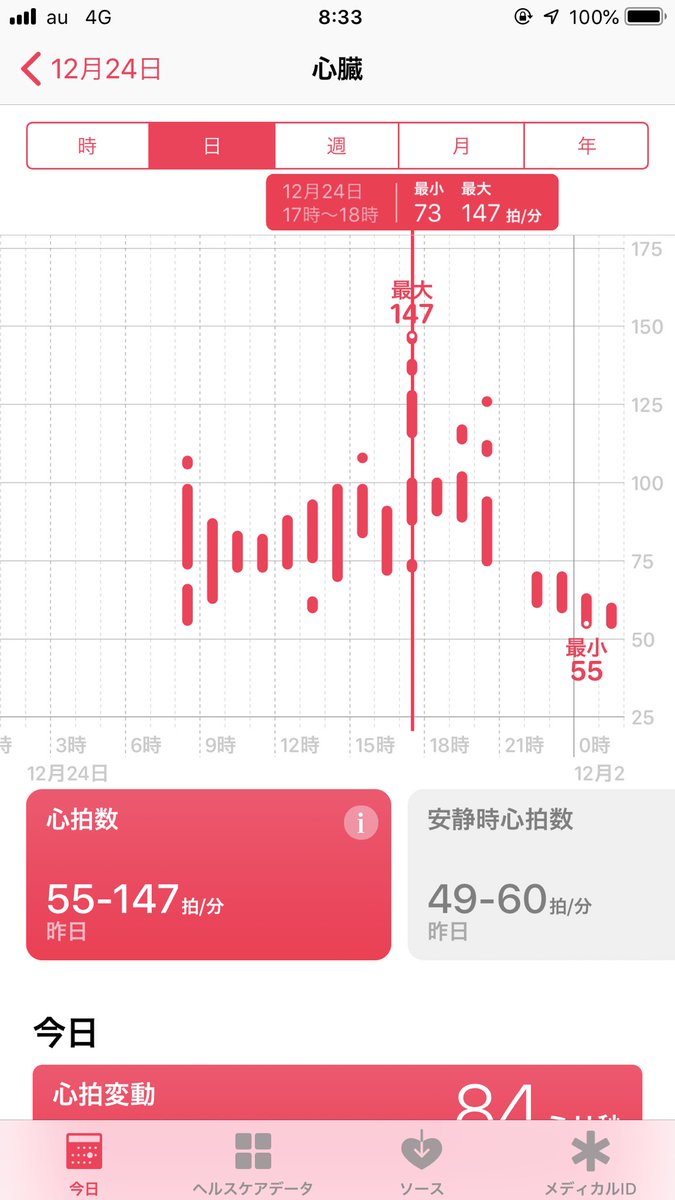 au 4G 8:33 100%
12月24日 心臓
時 日 週 月 年
12月24日 最小 最大
17時〜18時 73 147 拍/分
175
最大
147
150
125
100
75
50
最小
55
25
時 3時 6時 9時 12時 15時 18時 21時 0時
12月24日 12月2
心拍数 安静時心拍数
55-147拍/分 49-60拍/分
昨日 昨日
今日
心拍変動 84
今日 ヘルスケアデータ ソース メディカルID